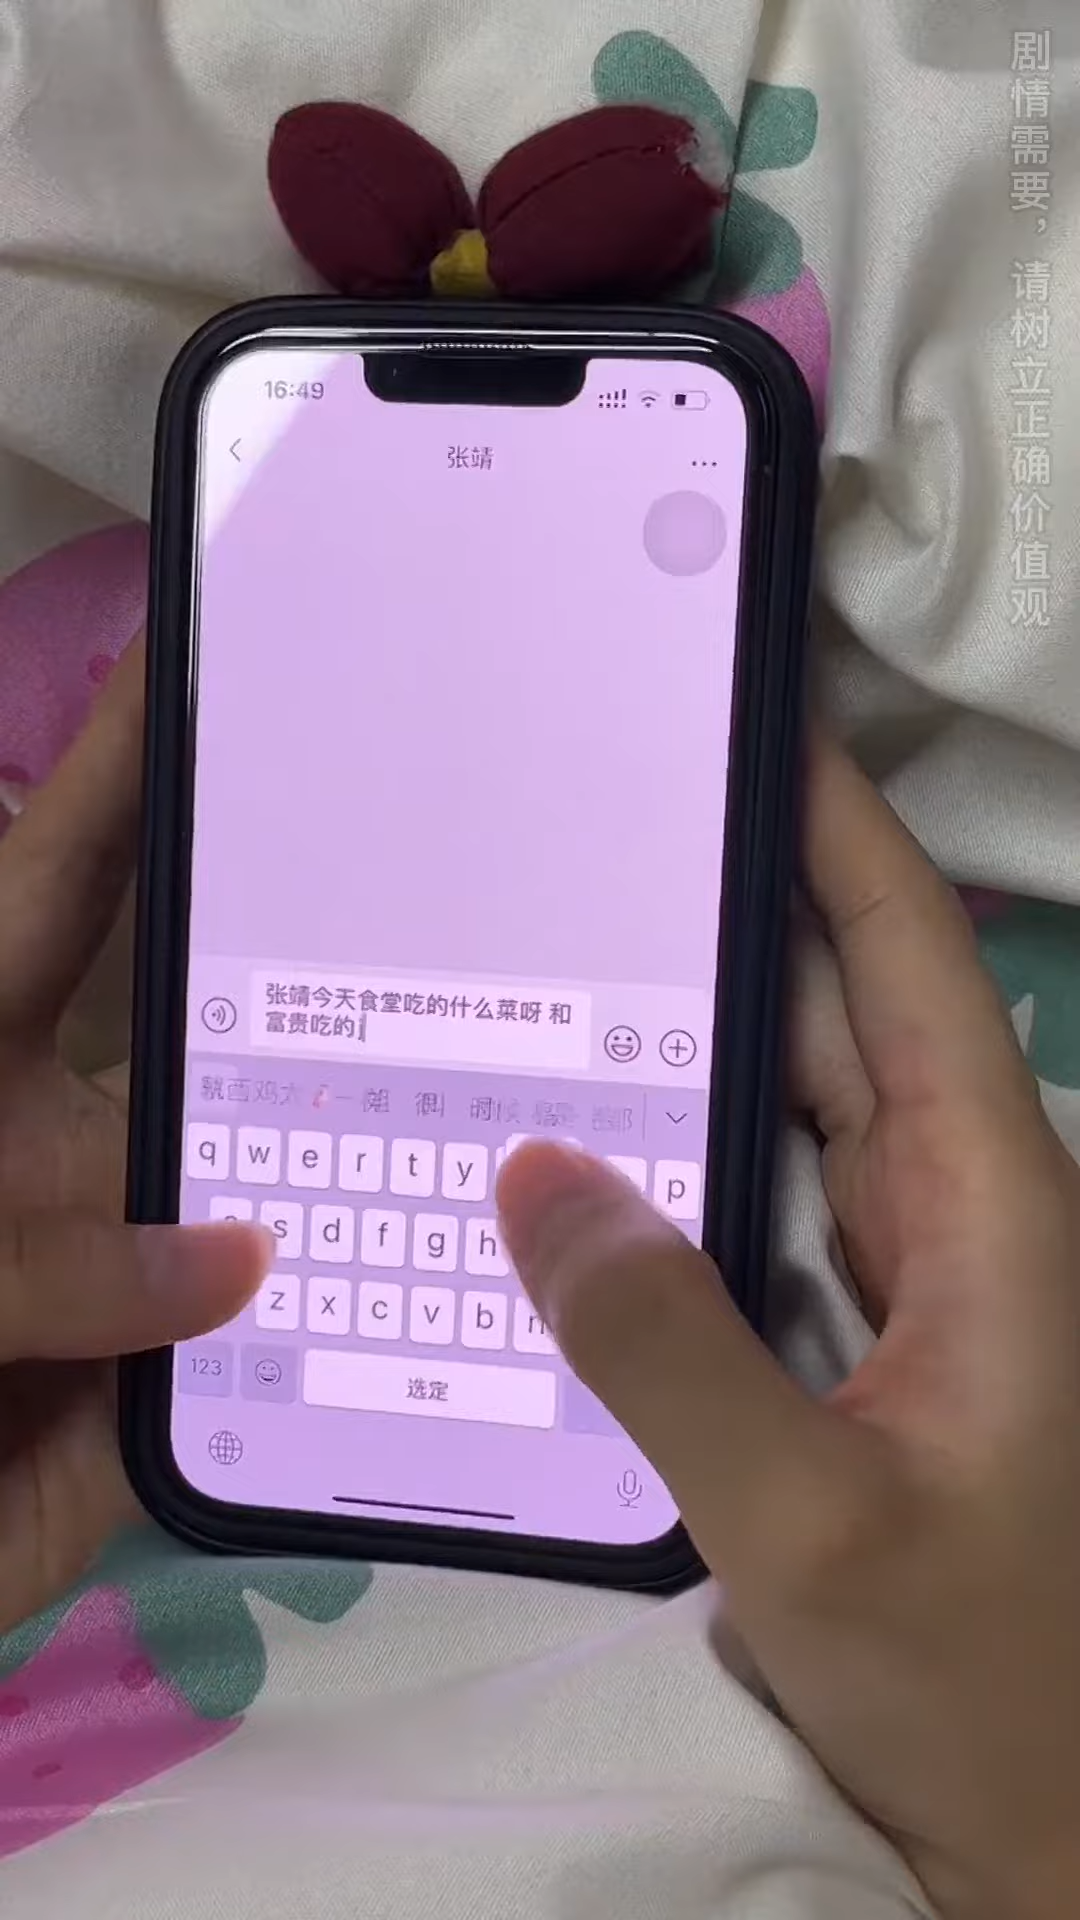 剧情需要，请树立正确价值观
16:49
张靖
张靖今天食堂吃的什么菜呀 和
富贵吃的
q w e r t y p
s d f g h
z x c v b n
123
选定